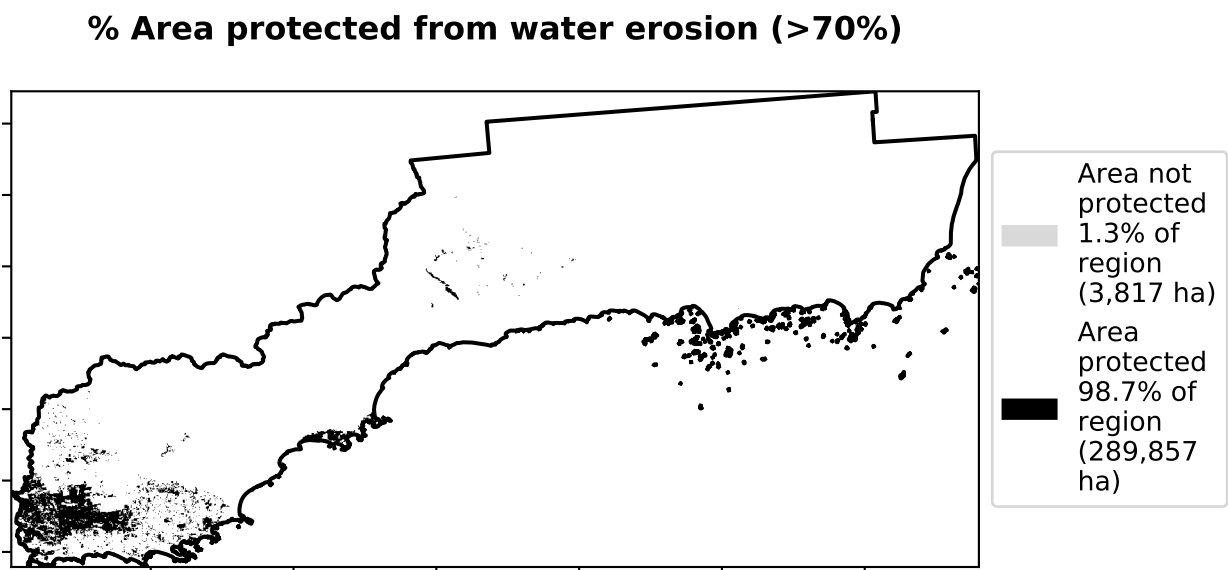 % Area protected from water erosion (>70%)
Area not
protected
1.3% of
region
(3,817 ha)
Area
protected
98.7% of
region
(289,857
ha)